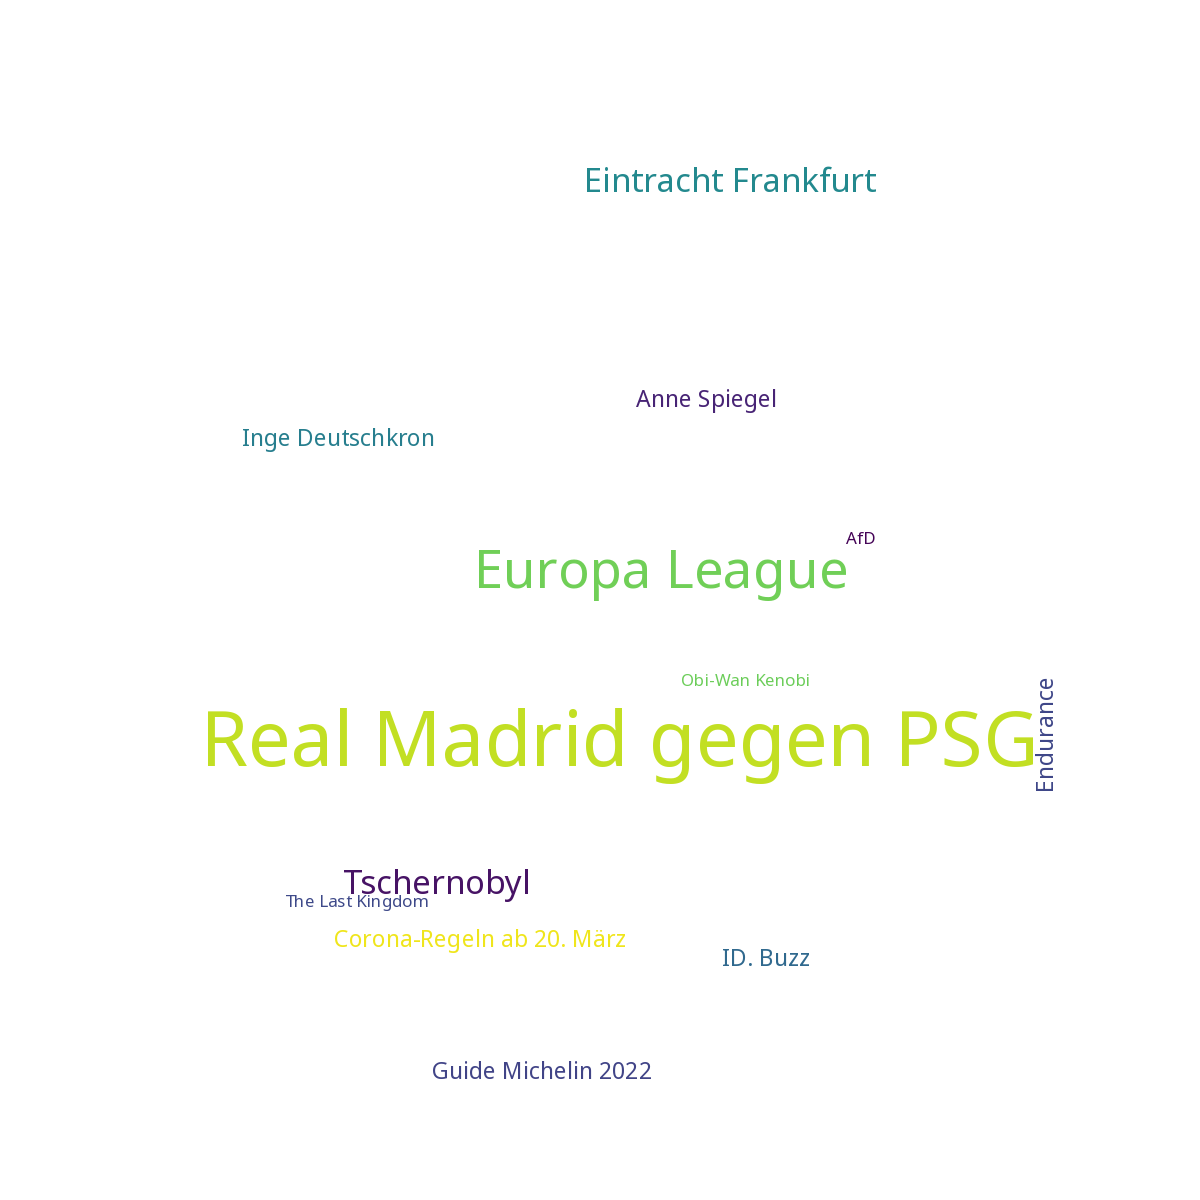 Eintracht Frankfurt
Anne Spiegel
Inge Deutschkron
AfD
Europa League
Obi-Wan Kenobi
Real Madrid gegen PSG
Endurance
Tschernobyl
The Last Kingdom
Corona-Regeln ab 20. März
ID. Buzz
Guide Michelin 2022